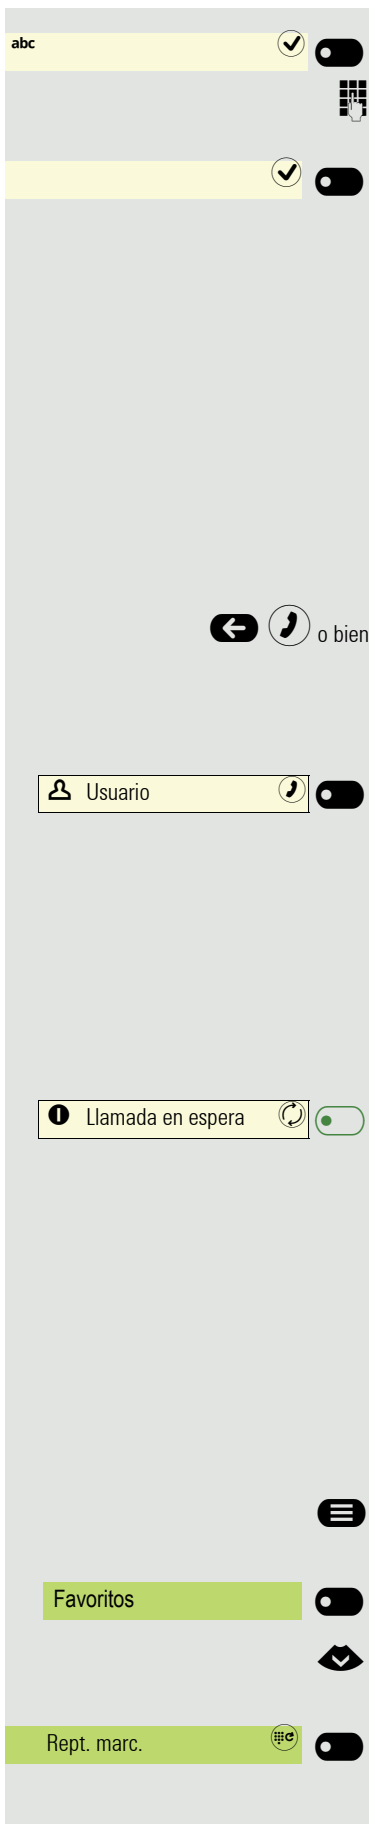 abc
o bien
Usuario
Llamada en espera
Favoritos
Rept. marc.